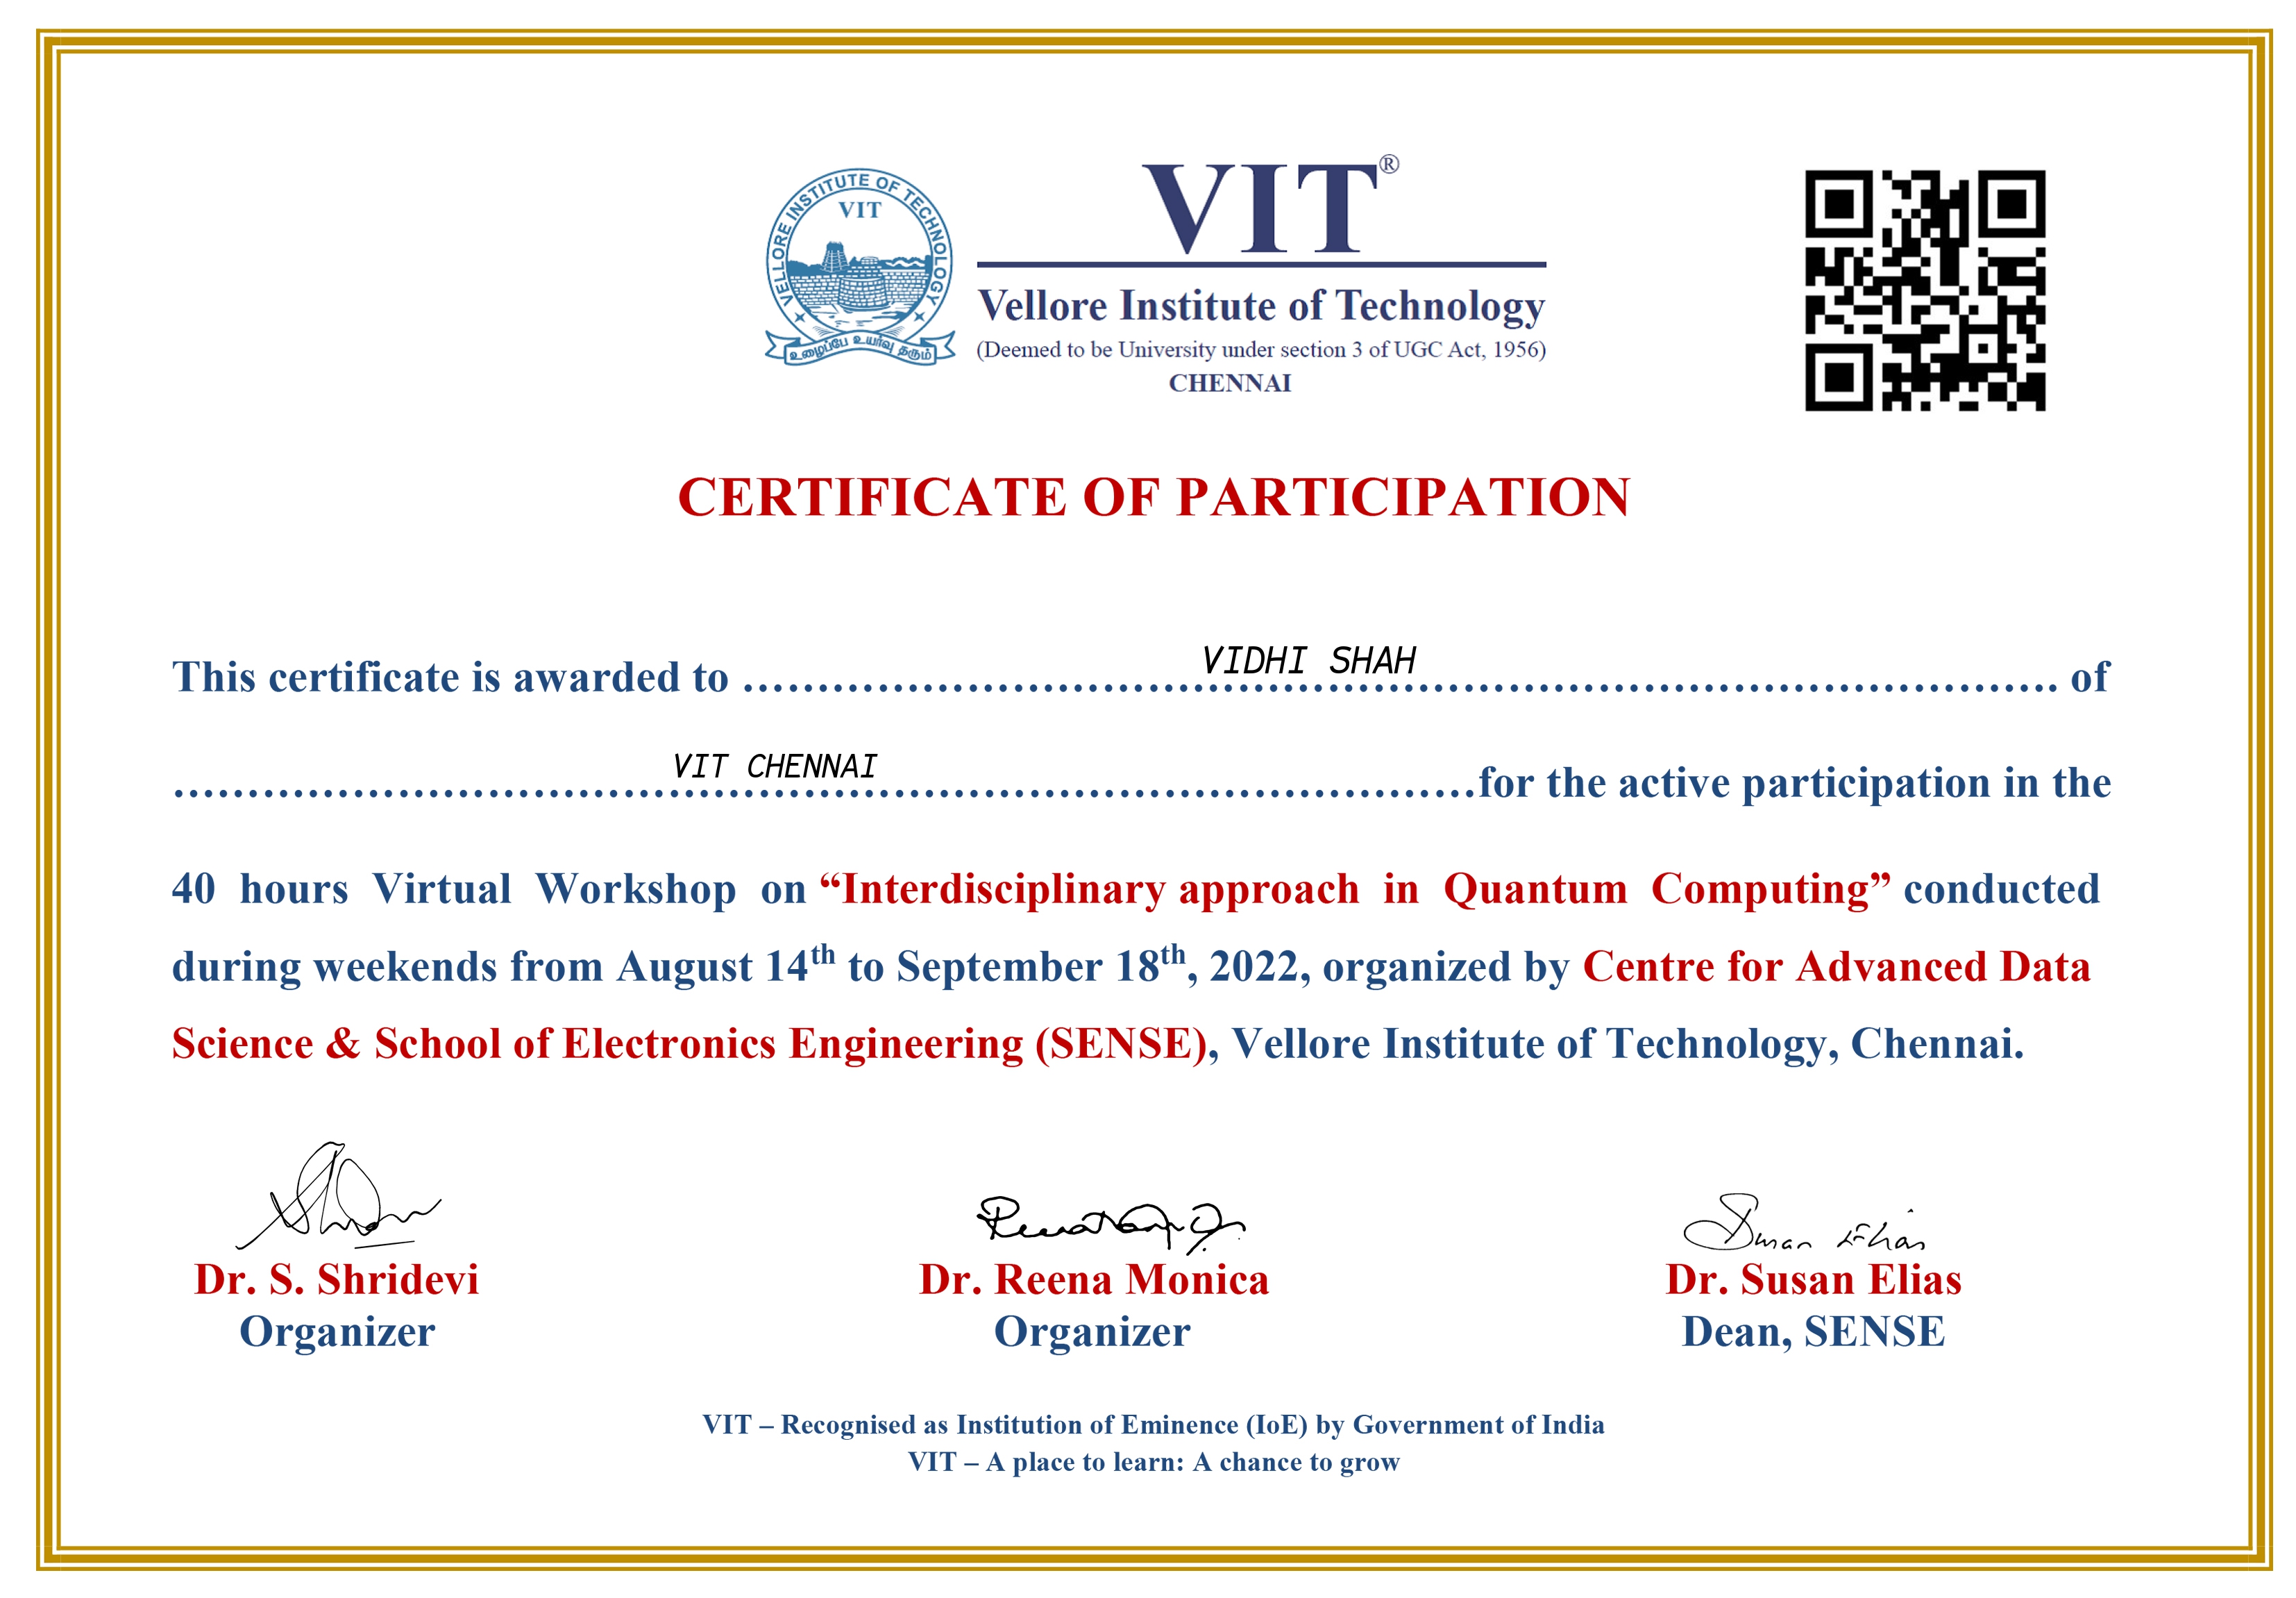 VELLORE INSTITUTE OF TECHNOLOGY
VIT
உழைப்பே உயர்வு தரும்
VIT®
Vellore Institute of Technology
(Deemed to be University under section 3 of UGC Act, 1956)
CHENNAI
CERTIFICATE OF PARTICIPATION
This certificate is awarded to ................VIDHI SHAH................ of
................VIT CHENNAI................for the active participation in the
40 hours Virtual Workshop on “Interdisciplinary approach in Quantum Computing” conducted
during weekends from August 14th to September 18th, 2022, organized by Centre for Advanced Data
Science & School of Electronics Engineering (SENSE), Vellore Institute of Technology, Chennai.
Susan Elias
Dr. S. Shridevi Dr. Reena Monica Dr. Susan Elias
Organizer Organizer Dean, SENSE
VIT – Recognised as Institution of Eminence (IoE) by Government of India
VIT – A place to learn: A chance to grow